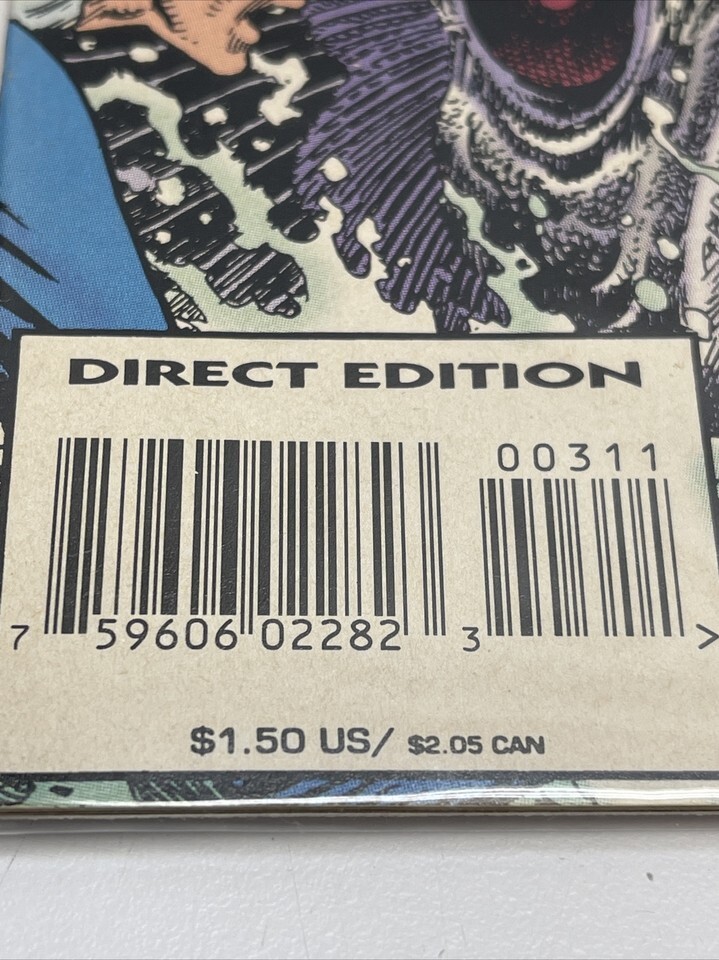 DIRECT EDITION
00311
7 59606 02282 3 >
$1.50 US/ $2.05 CAN